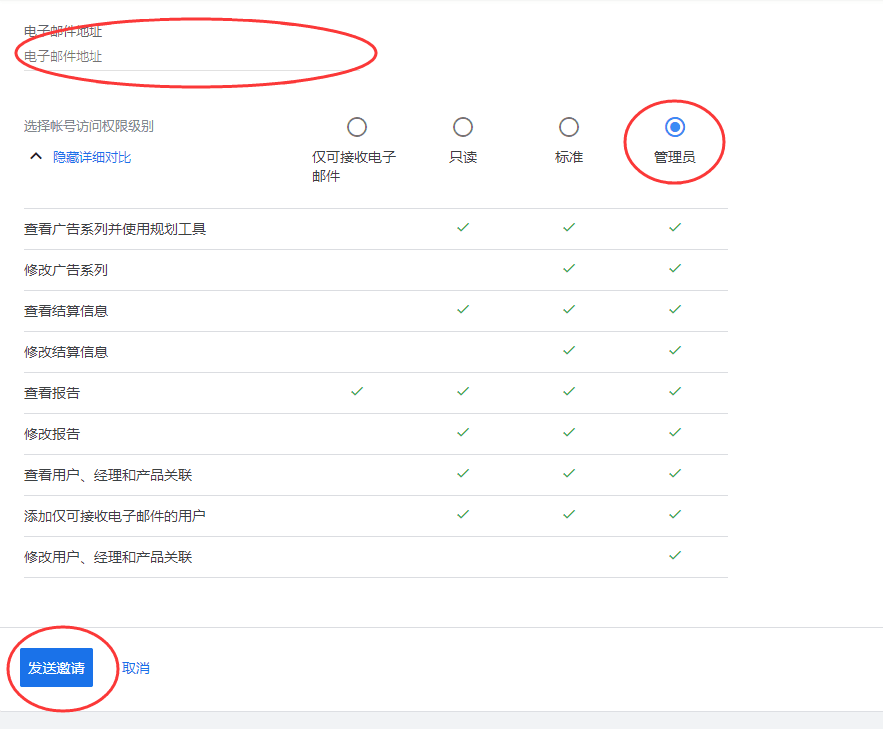 电子邮件地址
电子邮件地址
选择帐号访问权限级别
隐藏详细对比
仅可接收电子
邮件
只读
标准
管理员
查看广告系列并使用规划工具
修改广告系列
查看结算信息
修改结算信息
查看报告
修改报告
查看用户、经理和产品关联
添加仅可接收电子邮件的用户
修改用户、经理和产品关联
发送邀请
取消